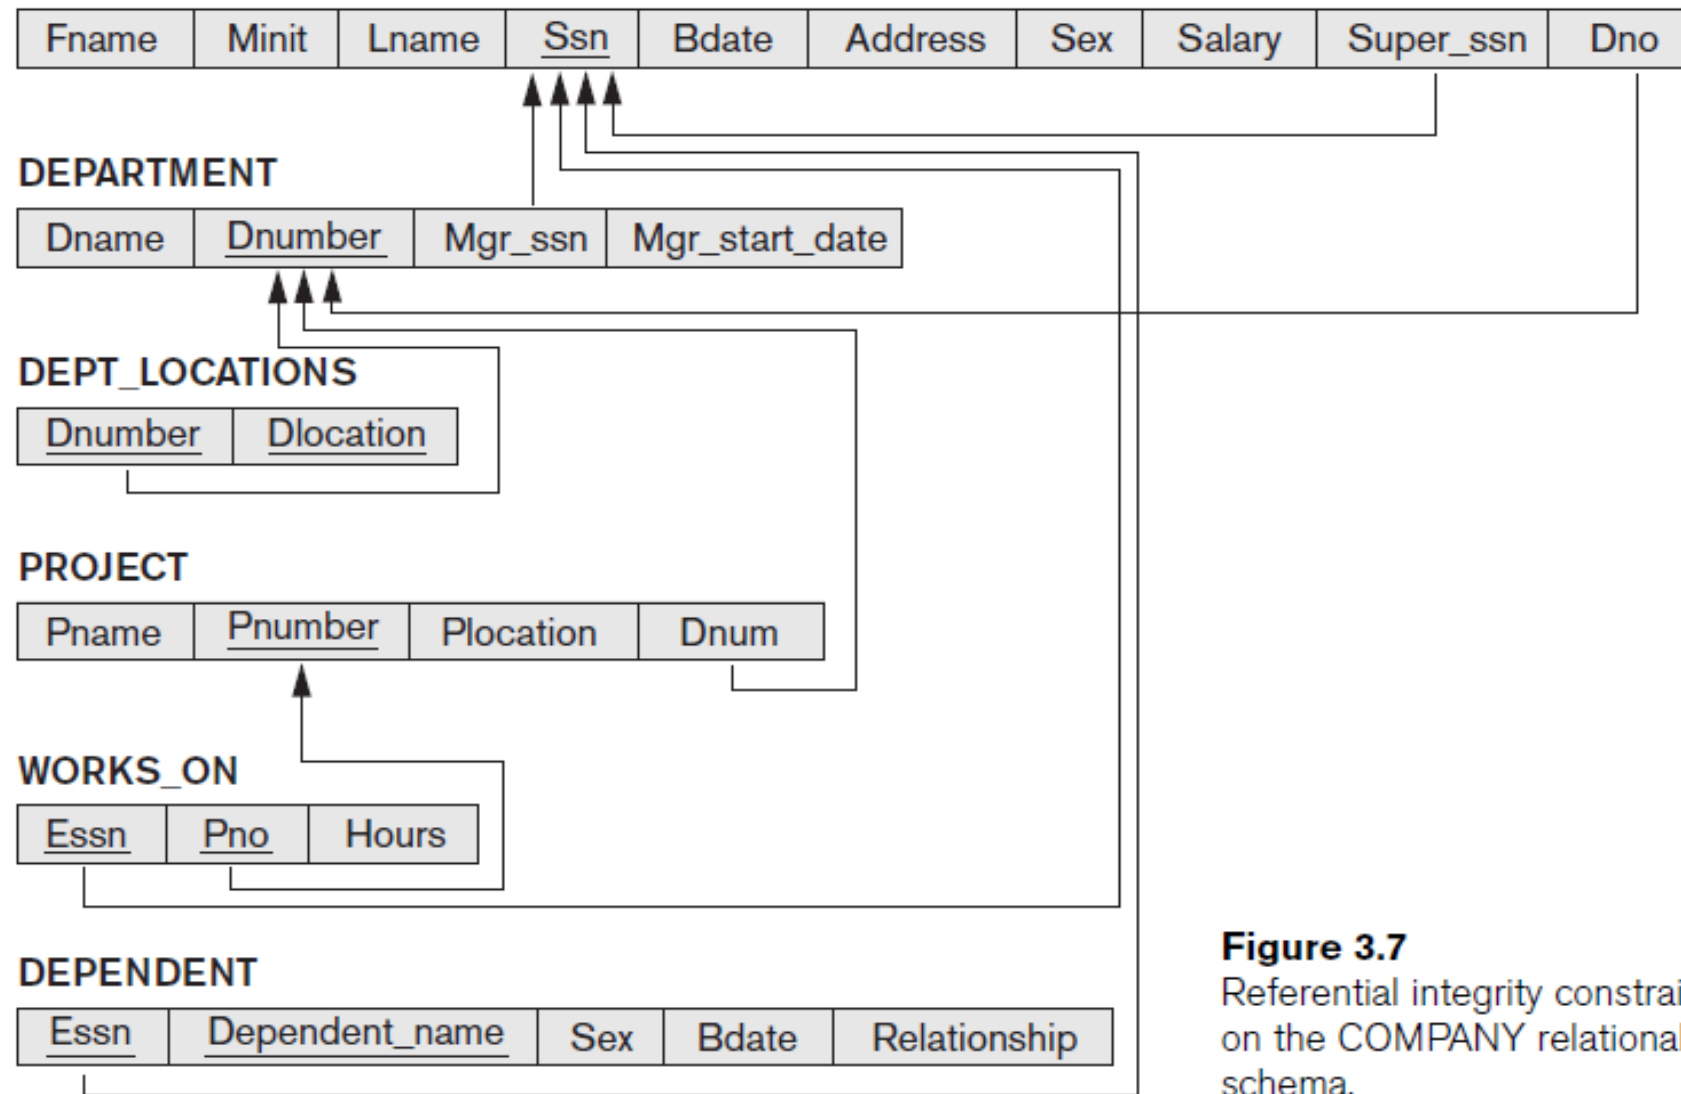 Fname Minit Lname Ssn Bdate Address Sex Salary Super_ssn Dno
DEPARTMENT
Dname Dnumber Mgr_ssn Mgr_start_date
DEPT_LOCATIONS
Dnumber Dlocation
PROJECT
Pname Pnumber Plocation Dnum
WORKS_ON
Essn Pno Hours
DEPENDENT
Essn Dependent_name Sex Bdate Relationship
Figure 3.7
Referential integrity constrai
on the COMPANY relational
schema.